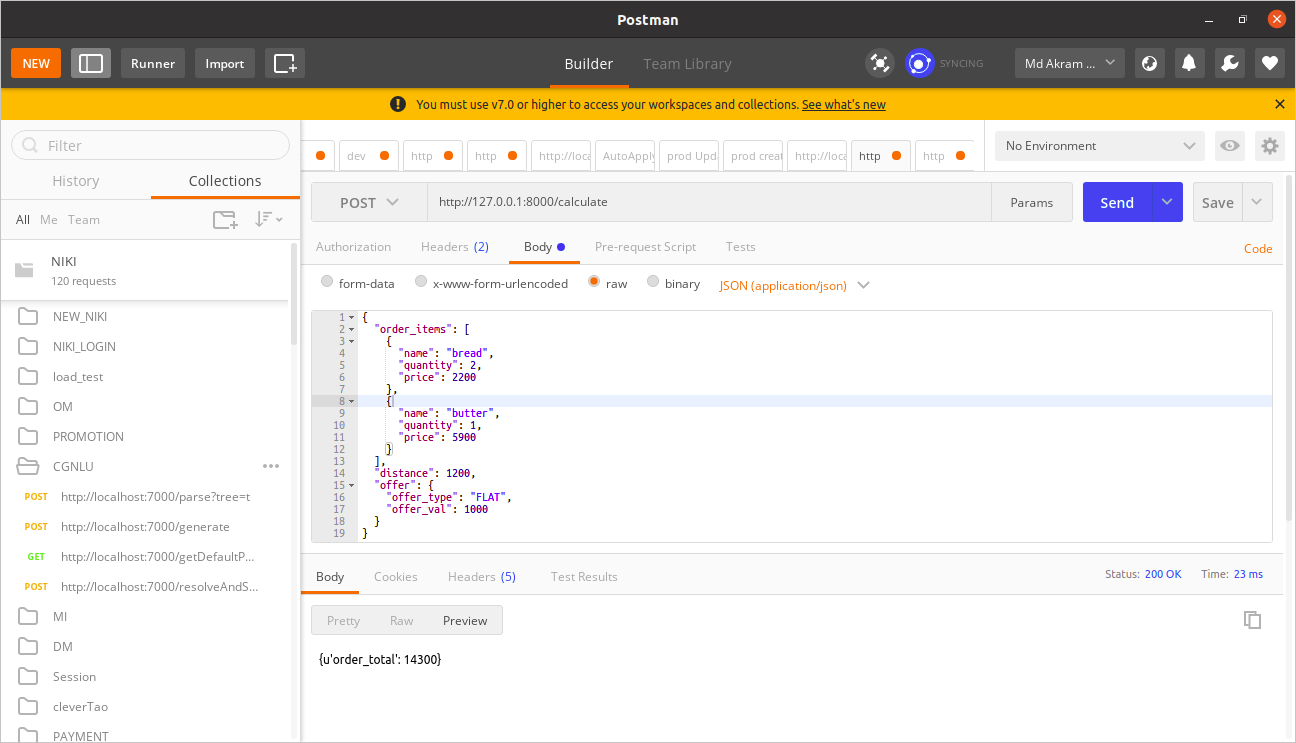 Postman
NEW
Runner
Import
Builder
Team Library
SYNCING
Md Akram ...
You must use v7.0 or higher to access your workspaces and collections. See what's new
Filter
History
Collections
All Me Team
NIKI
120 requests
NEW_NIKI
NIKI_LOGIN
load_test
OM
PROMOTION
CGNLU
POST http://localhost:7000/parse?tree=t
POST http://localhost:7000/generate
GET http://localhost:7000/getDefaultP...
POST http://localhost:7000/resolveAndS...
MI
DM
Session
cleverTao
PAYMENT
dev
http
http
http://loca
AutoApply
prod Upda
prod creat
http://loca
http
http
No Environment
POST
http://127.0.0.1:8000/calculate
Params
Send
Save
Authorization
Headers (2)
Body
Pre-request Script
Tests
Code
form-data
x-www-form-urlencoded
raw
binary
JSON (application/json)
1 {
2 "order_items": [
3 {
4 "name": "bread",
5 "quantity": 2,
6 "price": 2200
7 },
8 {
9 "name": "butter",
10 "quantity": 1,
11 "price": 5900
12 }
13 ],
14 "distance": 1200,
15 "offer": {
16 "offer_type": "FLAT",
17 "offer_val": 1000
18 }
19 }
Body
Cookies
Headers (5)
Test Results
Status: 200 OK
Time: 23 ms
Pretty
Raw
Preview
{u'order_total': 14300}